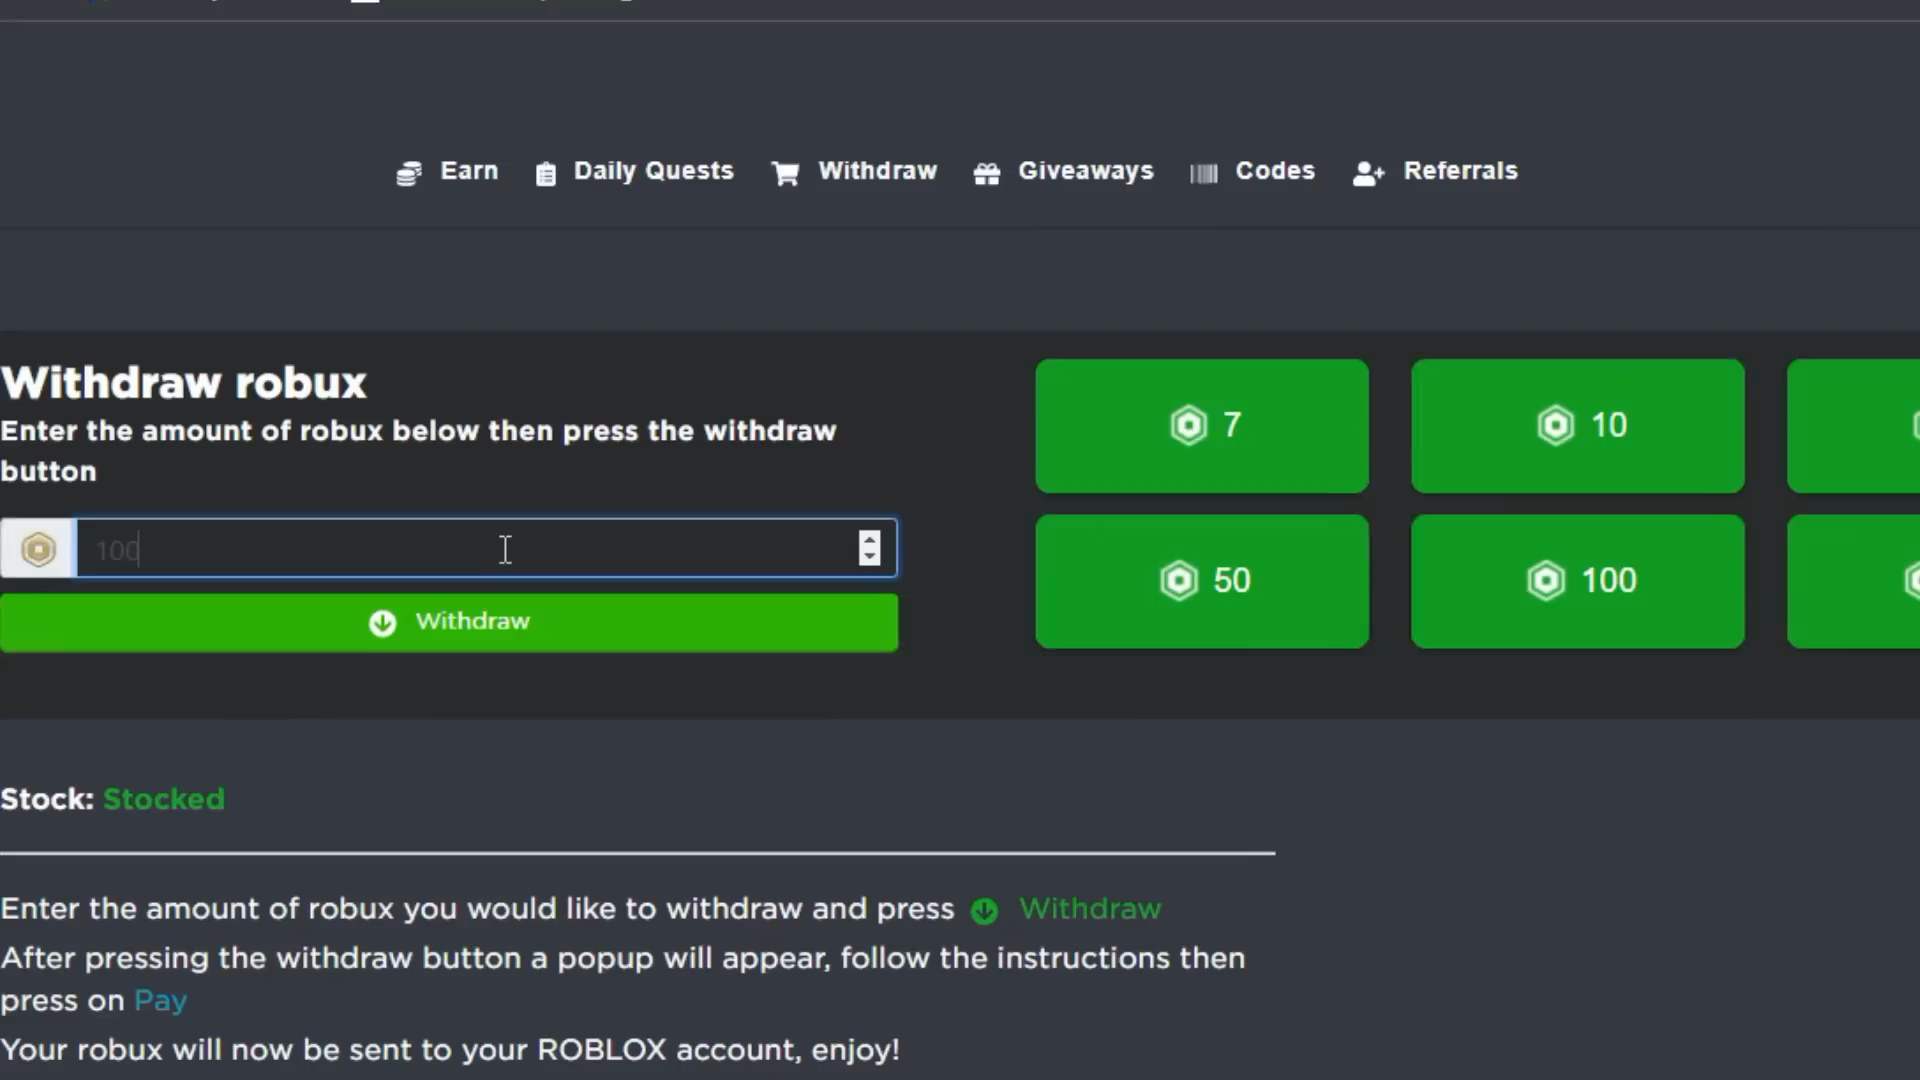 Earn Daily Quests Withdraw Giveaways Codes Referrals
Withdraw robux
Enter the amount of robux below then press the withdraw
button
100
Withdraw
7 10
50 100
Stock: Stocked
Enter the amount of robux you would like to withdraw and press Withdraw
After pressing the withdraw button a popup will appear, follow the instructions then
press on Pay
Your robux will now be sent to your ROBLOX account, enjoy!